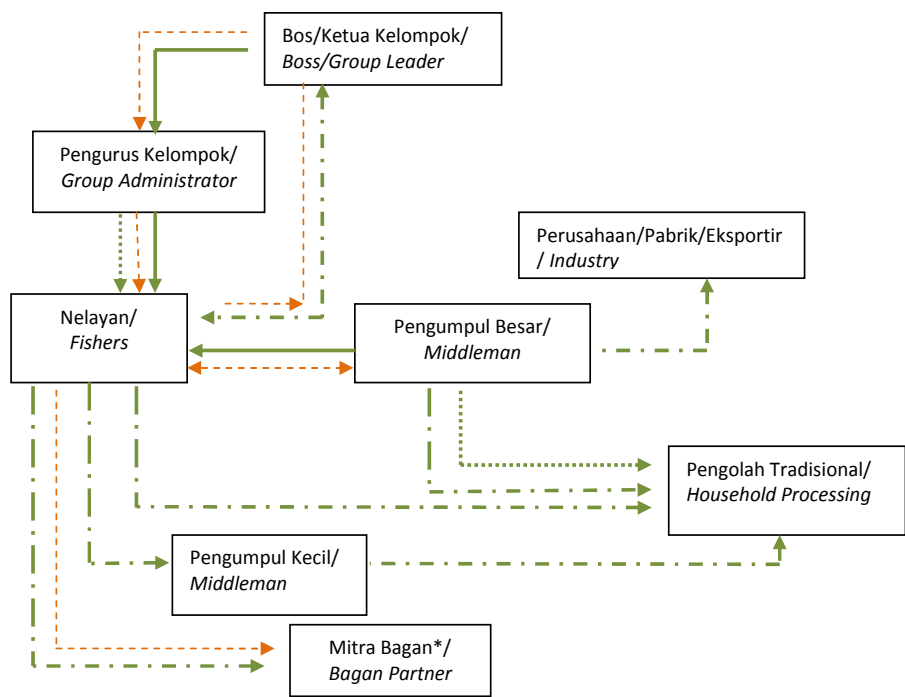 Bos/Ketua Kelompok/
Boss/Group Leader
Pengurus Kelompok/
Group Administrator
Perusahaan/Pabrik/Eksportir
/ Industry
Nelayan/
Fishers
Pengumpul Besar/
Middleman
Pengolah Tradisional/
Household Processing
Pengumpul Kecil/
Middleman
Mitra Bagan*/
Bagan Partner